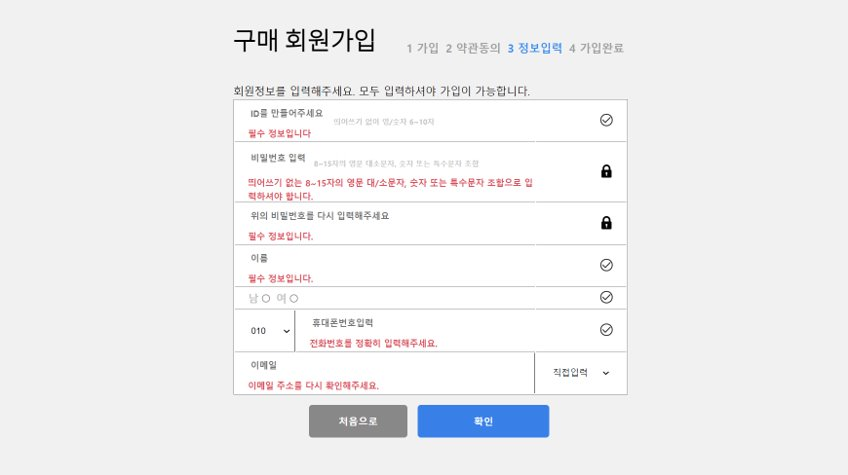 구매 회원가입
1 가입 2 약관동의 3 정보입력 4 가입완료
회원정보를 입력해주세요. 모두 입력하셔야 가입이 가능합니다.
ID를 만들어주세요 띄어쓰기 없이 영/숫자 6~10자
필수 정보입니다
비밀번호 입력 8~15자의 영문 대소문자, 숫자 또는 특수문자 조합
띄어쓰기 없는 8~15자의 영문 대/소문자, 숫자 또는 특수문자 조합으로 입
력하셔야 합니다.
위의 비밀번호를 다시 입력해주세요
필수 정보입니다.
이름
필수 정보입니다.
남 여
010 휴대폰번호입력
전화번호를 정확히 입력해주세요.
이메일 직접입력
이메일 주소를 다시 확인해주세요.
처음으로 확인